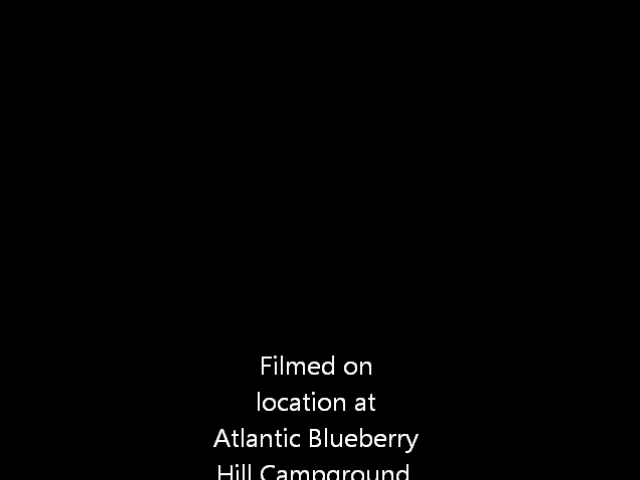 Filmed on
location at
Atlantic Blueberry
Hill Campground